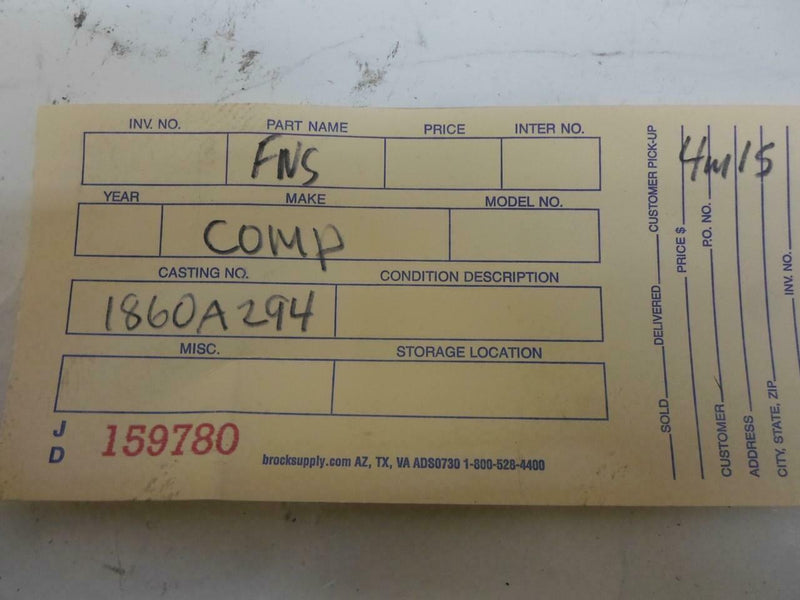 INV. NO. PART NAME PRICE INTER NO.
FNS
YEAR MAKE MODEL NO.
COMP
CASTING NO. CONDITION DESCRIPTION
1860A294
MISC. STORAGE LOCATION
J
D
159780
brocksupply.com AZ, TX, VA ADS0730 1-800-528-4400
SOLD DELIVERED CUSTOMER PICK-UP
PRICE $
P.O. NO.
CUSTOMER
ADDRESS
CITY, STATE, ZIP
INV. NO.
4m15